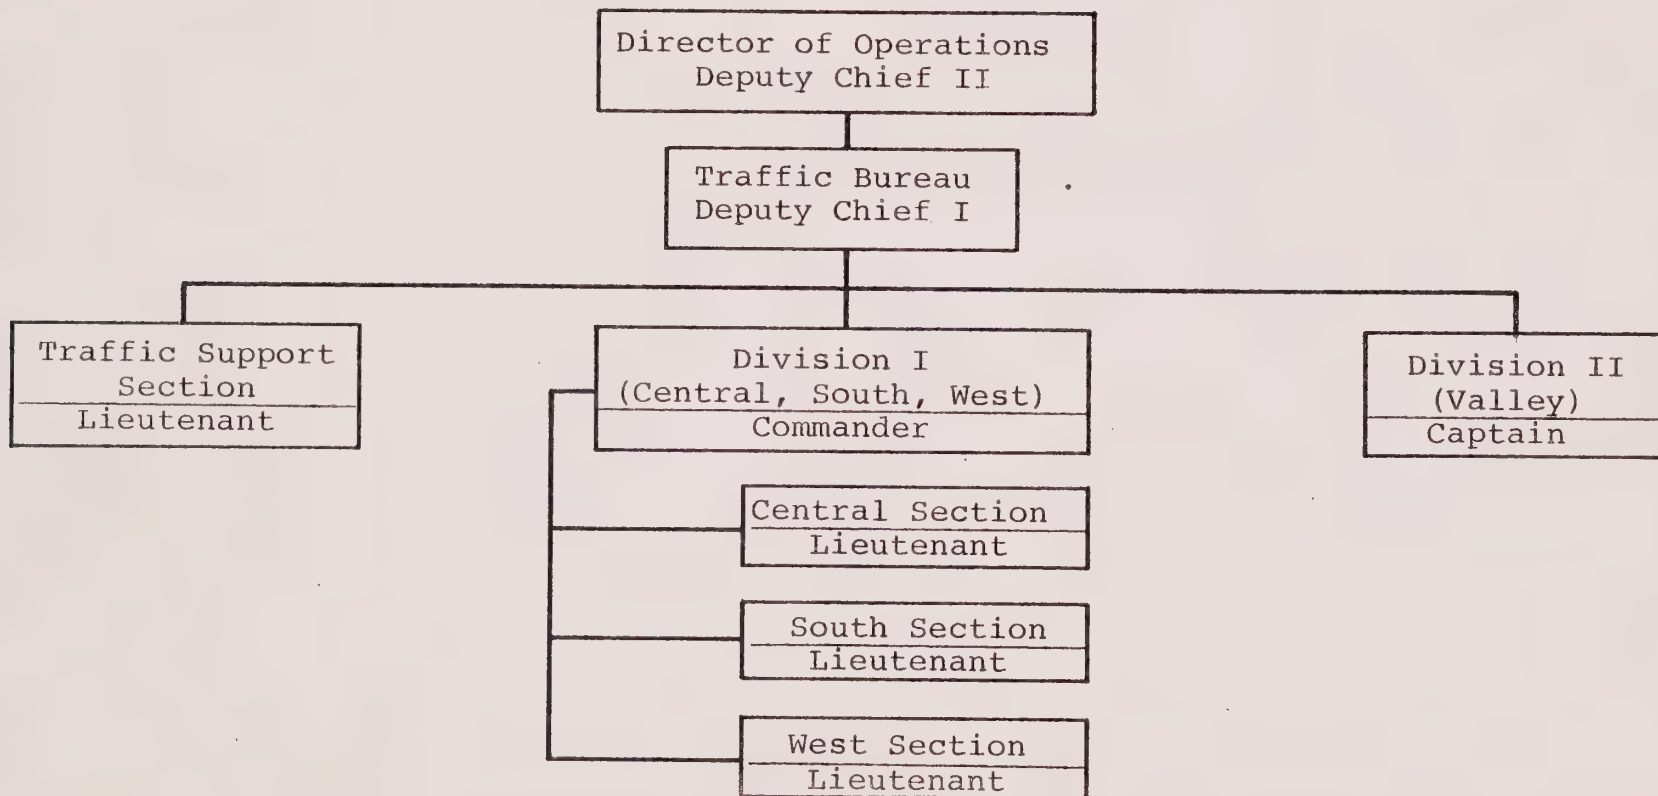 Director of Operations
Deputy Chief II
Traffic Bureau
Deputy Chief I
Traffic Support
Section
Lieutenant
Division I
(Central, South, West)
Commander
Division II
(Valley)
Captain
Central Section
Lieutenant
South Section
Lieutenant
West Section
Lieutenant